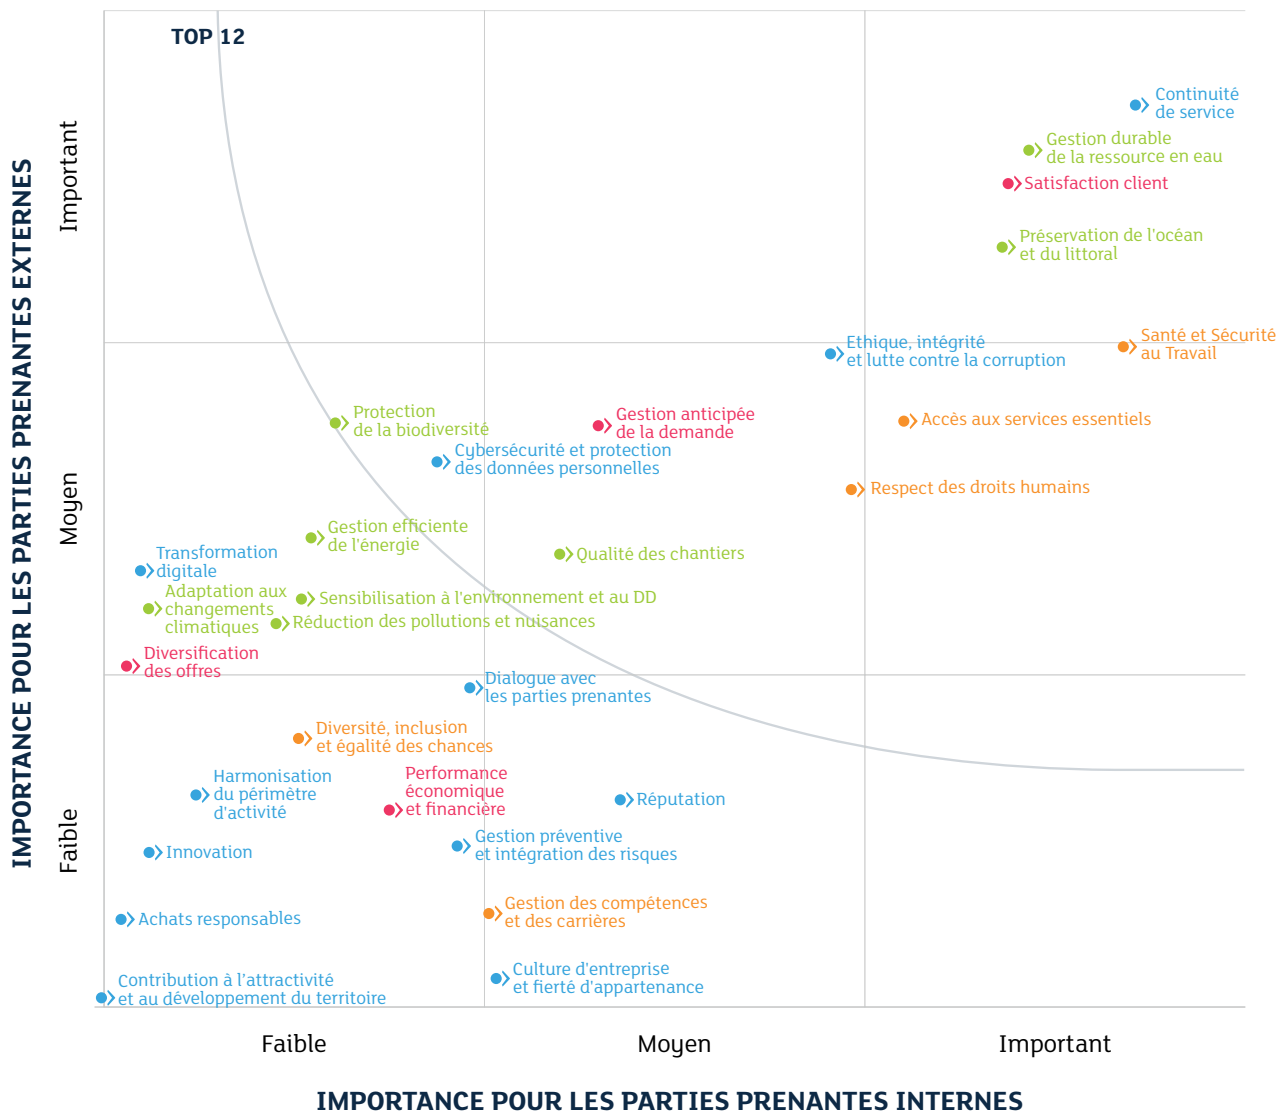 TOP 12
IMPORTANCE POUR LES PARTIES PRENANTES EXTERNES
Important
Moyen
Faible
Continuité
de service
Gestion durable
de la ressource en eau
Satisfaction client
Préservation de l'océan
et du littoral
Santé et Sécurité
au Travail
Ethique, intégrité
et lutte contre la corruption
Protection
de la biodiversité
Gestion anticipée
de la demande
Accès aux services essentiels
Cybersécurité et protection
des données personnelles
Respect des droits humains
Gestion efficiente
de l'énergie
Transformation
digitale
Qualité des chantiers
Adaptation aux
changements
climatiques
Sensibilisation à l'environnement et au DD
Réduction des pollutions et nuisances
Diversification
des offres
Dialogue avec
les parties prenantes
Diversité, inclusion
et égalité des chances
Harmonisation
du périmètre
d'activité
Performance
économique
et financière
Réputation
Gestion préventive
et intégration des risques
Innovation
Gestion des compétences
et des carrières
Achats responsables
Culture d'entreprise
et fierté d'appartenance
Contribution à l'attractivité
et au développement du territoire
Faible
Moyen
Important
IMPORTANCE POUR LES PARTIES PRENANTES INTERNES